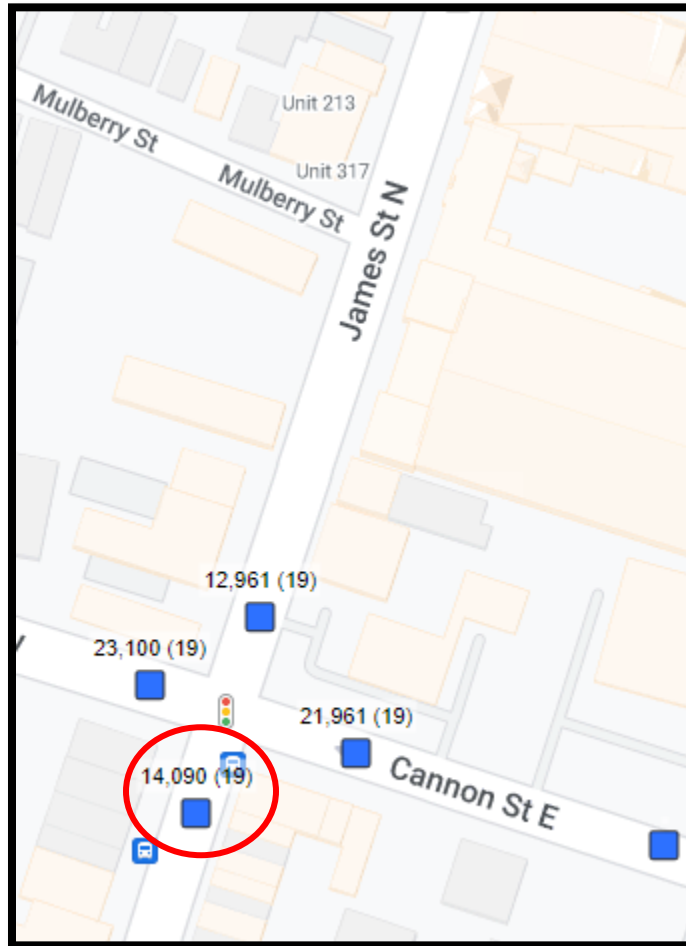 Unit 213
Mulberry St
Unit 317
Mulberry St
James St N
12,961 (19)
23,100 (19)
21,961 (19)
14,090 (19)
Cannon St E